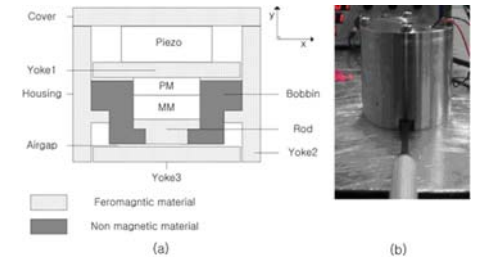 Cover
y
x
Piezo
Yoke1
PM
Housing
Bobbin
MM
Rod
Airgap
Yoke2
Yoke3
Feromagntic material
Non magnetic material
(a)
(b)